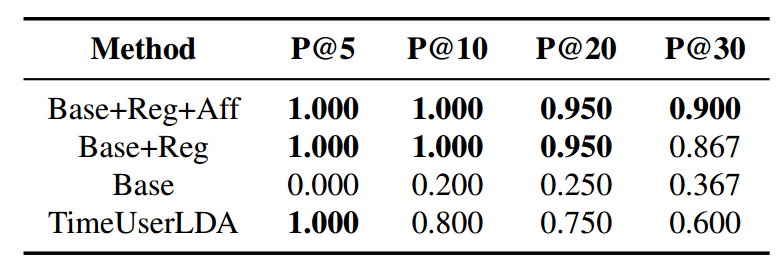 Method P@5 P@10 P@20 P@30
Base+Reg+Aff 1.000 1.000 0.950 0.900
Base+Reg 1.000 1.000 0.950 0.867
Base 0.000 0.200 0.250 0.367
TimeUserLDA 1.000 0.800 0.750 0.600